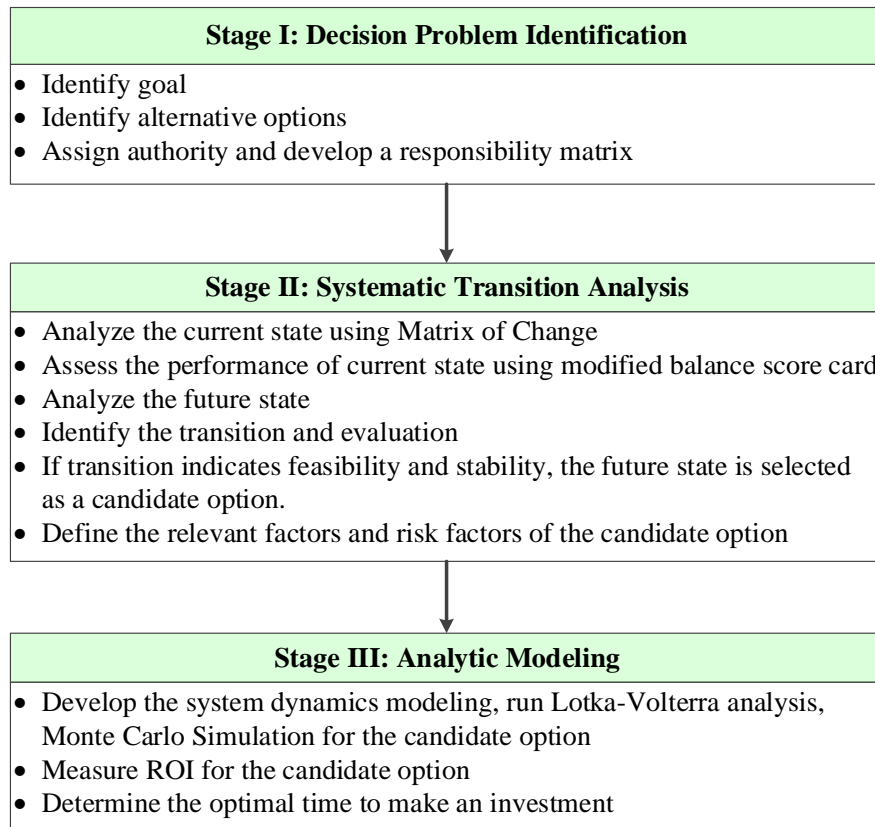 Stage I: Decision Problem Identification
• Identify goal
• Identify alternative options
• Assign authority and develop a responsibility matrix
Stage II: Systematic Transition Analysis
• Analyze the current state using Matrix of Change
• Assess the performance of current state using modified balance score card
• Analyze the future state
• Identify the transition and evaluation
• If transition indicates feasibility and stability, the future state is selected
as a candidate option.
• Define the relevant factors and risk factors of the candidate option
Stage III: Analytic Modeling
• Develop the system dynamics modeling, run Lotka-Volterra analysis,
Monte Carlo Simulation for the candidate option
• Measure ROI for the candidate option
• Determine the optimal time to make an investment